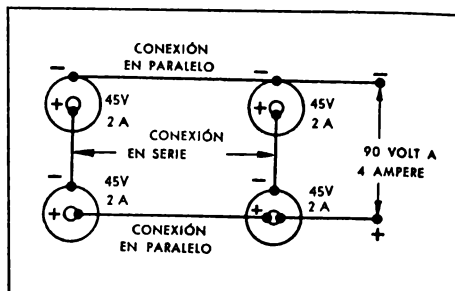 CONEXIÓN
EN PARALELO
− − −
+ 45V + 45V
2 A 2 A
CONEXIÓN
EN SERIE
90 VOLT A
4 AMPERE
− 45V − 45V
+ 2 A + 2 A
+
CONEXIÓN
EN PARALELO